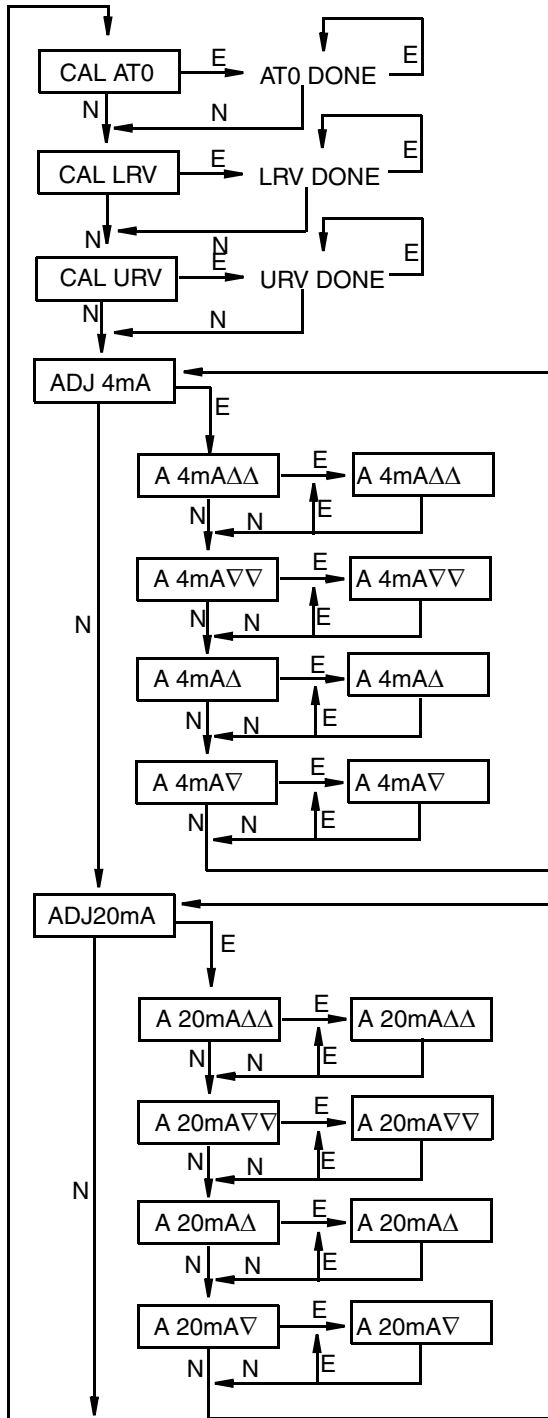 E
E
CAL AT0
AT0 DONE
N
N
E
E
CAL LRV
LRV DONE
N
N
E
E
CAL URV
URV DONE
N
N
ADJ 4mA
E
A 4mA∆∆
E
A 4mA∆∆
N
N
E
A 4mA∇∇
E
A 4mA∇∇
N
N
E
N
A 4mA∆
E
A 4mA∆
N
N
E
A 4mA∇
E
A 4mA∇
N
N
E
ADJ20mA
E
A 20mA∆∆
E
A 20mA∆∆
N
N
E
A 20mA∇∇
E
A 20mA∇∇
N
N
E
N
A 20mA∆
E
A 20mA∆
N
N
E
A 20mA∇
E
A 20mA∇
N
N
E